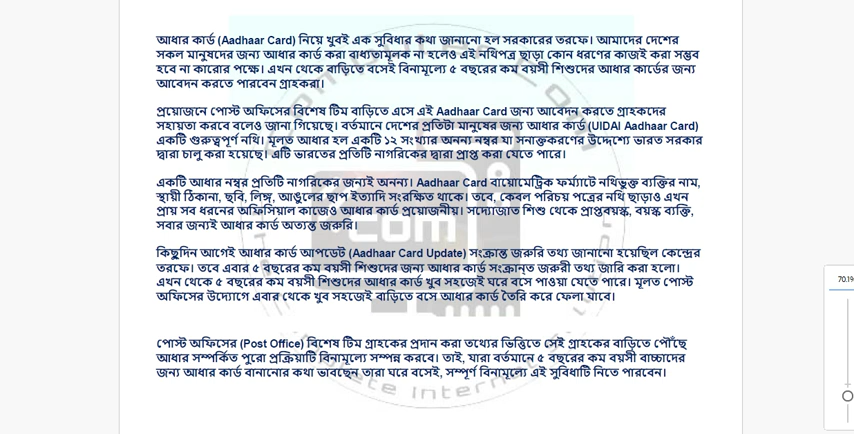 আধার কার্ড (Aadhaar Card) নিয়ে খুবই এক সুবিধার কথা জানানো হল সরকারের তরফে। আমাদের দেশের
সকল মানুষদের জন্য আধার কার্ড করা বাধ্যতামূলক না হলেও এই নথিপত্র ছাড়া কোন ধরণের কাজই করা সম্ভব
হবে না কারোর পক্ষে। এখন থেকে বাড়িতে বসেই বিনামূল্যে ৫ বছরের কম বয়সী শিশুদের আধার কার্ডের জন্য
আবেদন করতে পারবেন গ্রাহকরা।
প্রয়োজনে পোস্ট অফিসের বিশেষ টিম বাড়িতে এসে এই Aadhaar Card জন্য আবেদন করতে গ্রাহকদের
সহায়তা করবে বলেও জানা গিয়েছে। বর্তমানে দেশের প্রতিটা মানুষের জন্য আধার কার্ড (UIDAI Aadhaar Card)
একটি গুরুত্বপূর্ণ নথি। মূলত আধার হল একটি ১২ সংখ্যার অনন্য নম্বর যা সনাক্তকরণের উদ্দেশ্যে ভারত সরকার
দ্বারা চালু করা হয়েছে। এটি ভারতের প্রতিটি নাগরিকের দ্বারা প্রাপ্ত করা যেতে পারে।
একটি আধার নম্বর প্রতিটি নাগরিকের জন্যই অনন্য। Aadhaar Card বায়োমেট্রিক ফর্ম্যাটে নথিভুক্ত ব্যক্তির নাম,
স্থায়ী ঠিকানা, ছবি, লিঙ্গ, আঙুলের ছাপ ইত্যাদি সংরক্ষিত থাকে। তবে, কেবল পরিচয় পত্রের নথি ছাড়াও এখন
প্রায় সব ধরনের অফিসিয়াল কাজেও আধার কার্ড প্রয়োজনীয়। সদ্যোজাত শিশু থেকে প্রাপ্তবয়স্ক, বয়স্ক ব্যক্তি,
সবার জন্যই আধার কার্ড অত্যন্ত জরুরি।
কিছুদিন আগেই আধার কার্ড আপডেট (Aadhaar Card Update) সংক্রান্ত জরুরি তথ্য জানানো হয়েছিল কেন্দ্রের
তরফে। তবে এবার ৫ বছরের কম বয়সী শিশুদের জন্য আধার কার্ড সংক্রান্ত জরুরী তথ্য জারি করা হলো।
এখন থেকে ৫ বছরের কম বয়সী শিশুদের আধার কার্ড খুব সহজেই ঘরে বসে পাওয়া যেতে পারে। মূলত পোস্ট
অফিসের উদ্যোগে এবার থেকে খুব সহজেই বাড়িতে বসে আধার কার্ড তৈরি করে ফেলা যাবে।
70.19
পোস্ট অফিসের (Post Office) বিশেষ টিম গ্রাহকের প্রদান করা তথ্যের ভিত্তিতে সেই গ্রাহকের বাড়িতে পৌঁছে
আধার সম্পর্কিত পুরো প্রক্রিয়াটি বিনামূল্যে সম্পন্ন করবে। তাই, যারা বর্তমানে ৫ বছরের কম বয়সী বাচ্চাদের
জন্য আধার কার্ড বানানোর কথা ভাবছেন তারা ঘরে বসেই, সম্পূর্ণ বিনামূল্যে এই সুবিধাটি নিতে পারবেন।